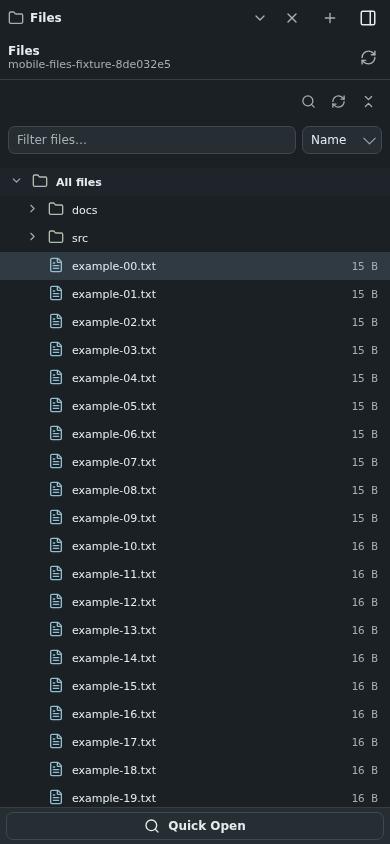 Files
Files
mobile-files-fixture-8de032e5
Filter files...
Name
All files
docs
src
example-00.txt 15 B
example-01.txt 15 B
example-02.txt 15 B
example-03.txt 15 B
example-04.txt 15 B
example-05.txt 15 B
example-06.txt 15 B
example-07.txt 15 B
example-08.txt 15 B
example-09.txt 15 B
example-10.txt 16 B
example-11.txt 16 B
example-12.txt 16 B
example-13.txt 16 B
example-14.txt 16 B
example-15.txt 16 B
example-16.txt 16 B
example-17.txt 16 B
example-18.txt 16 B
example-19.txt 16 B
Quick Open